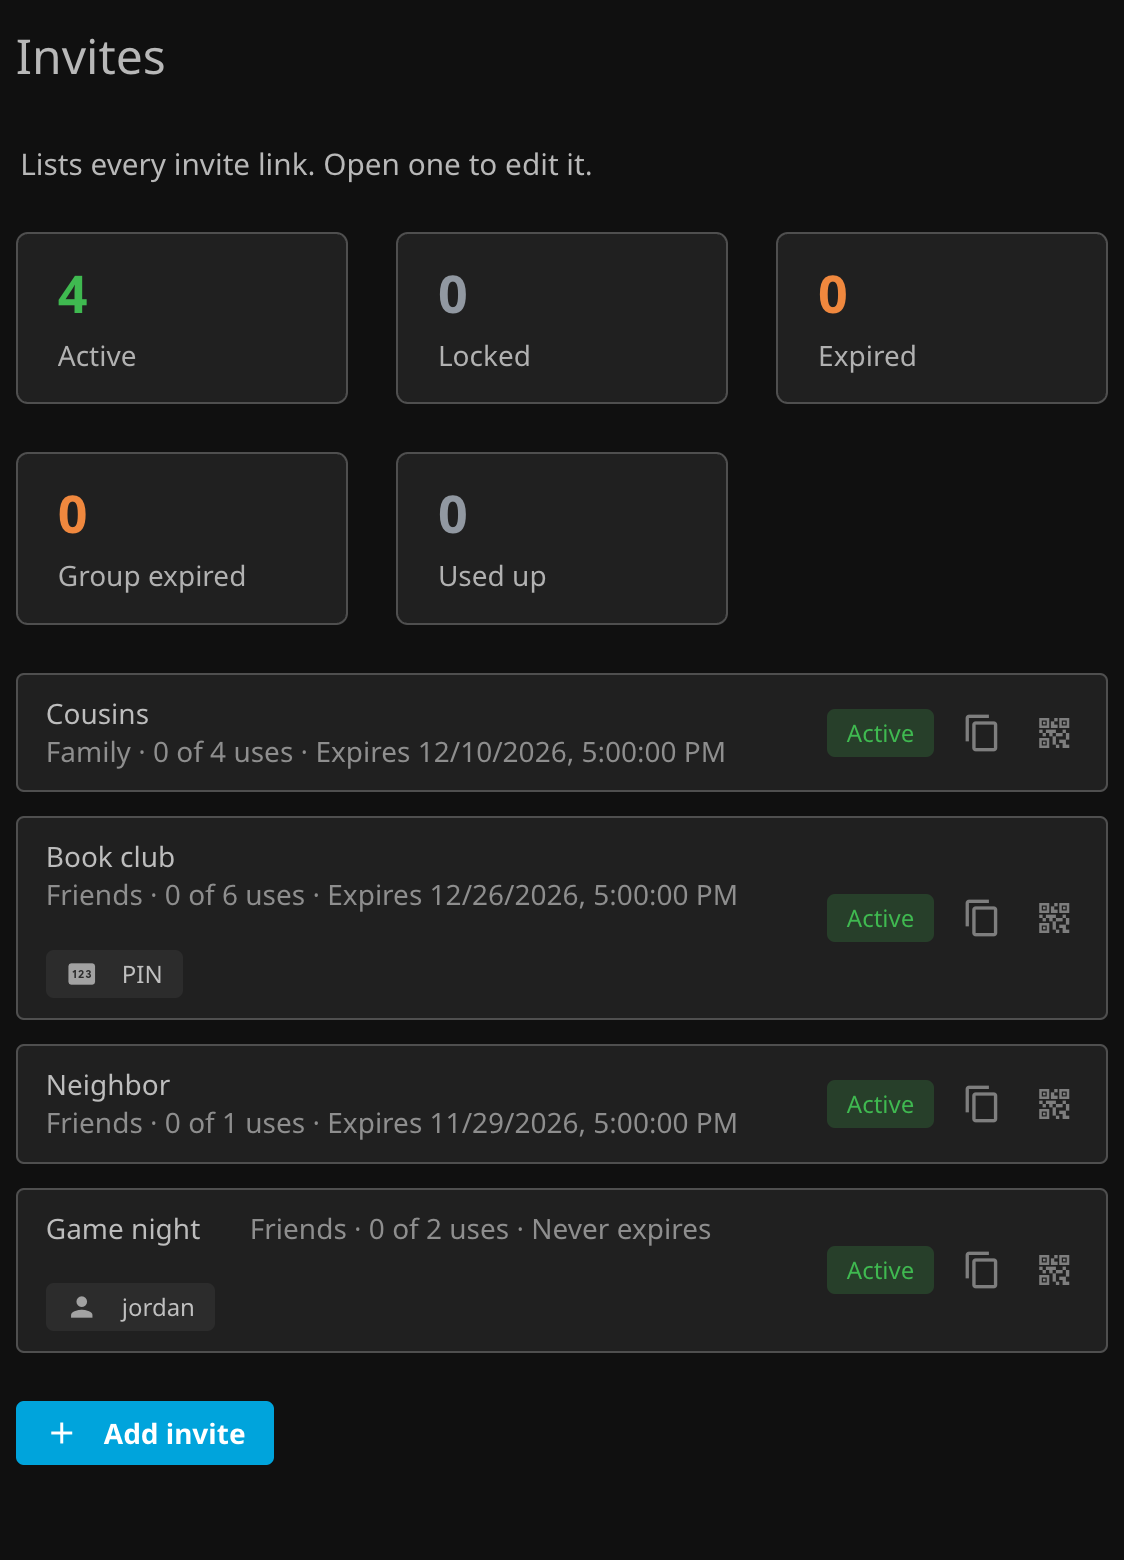 Invites
Lists every invite link. Open one to edit it.
4
Active
0
Locked
0
Expired
0
Group expired
0
Used up
Cousins
Family · 0 of 4 uses · Expires 12/10/2026, 5:00:00 PM
Active
Book club
Friends · 0 of 6 uses · Expires 12/26/2026, 5:00:00 PM
Active
123 PIN
Neighbor
Friends · 0 of 1 uses · Expires 11/29/2026, 5:00:00 PM
Active
Game night Friends · 0 of 2 uses · Never expires
Active
jordan
+ Add invite